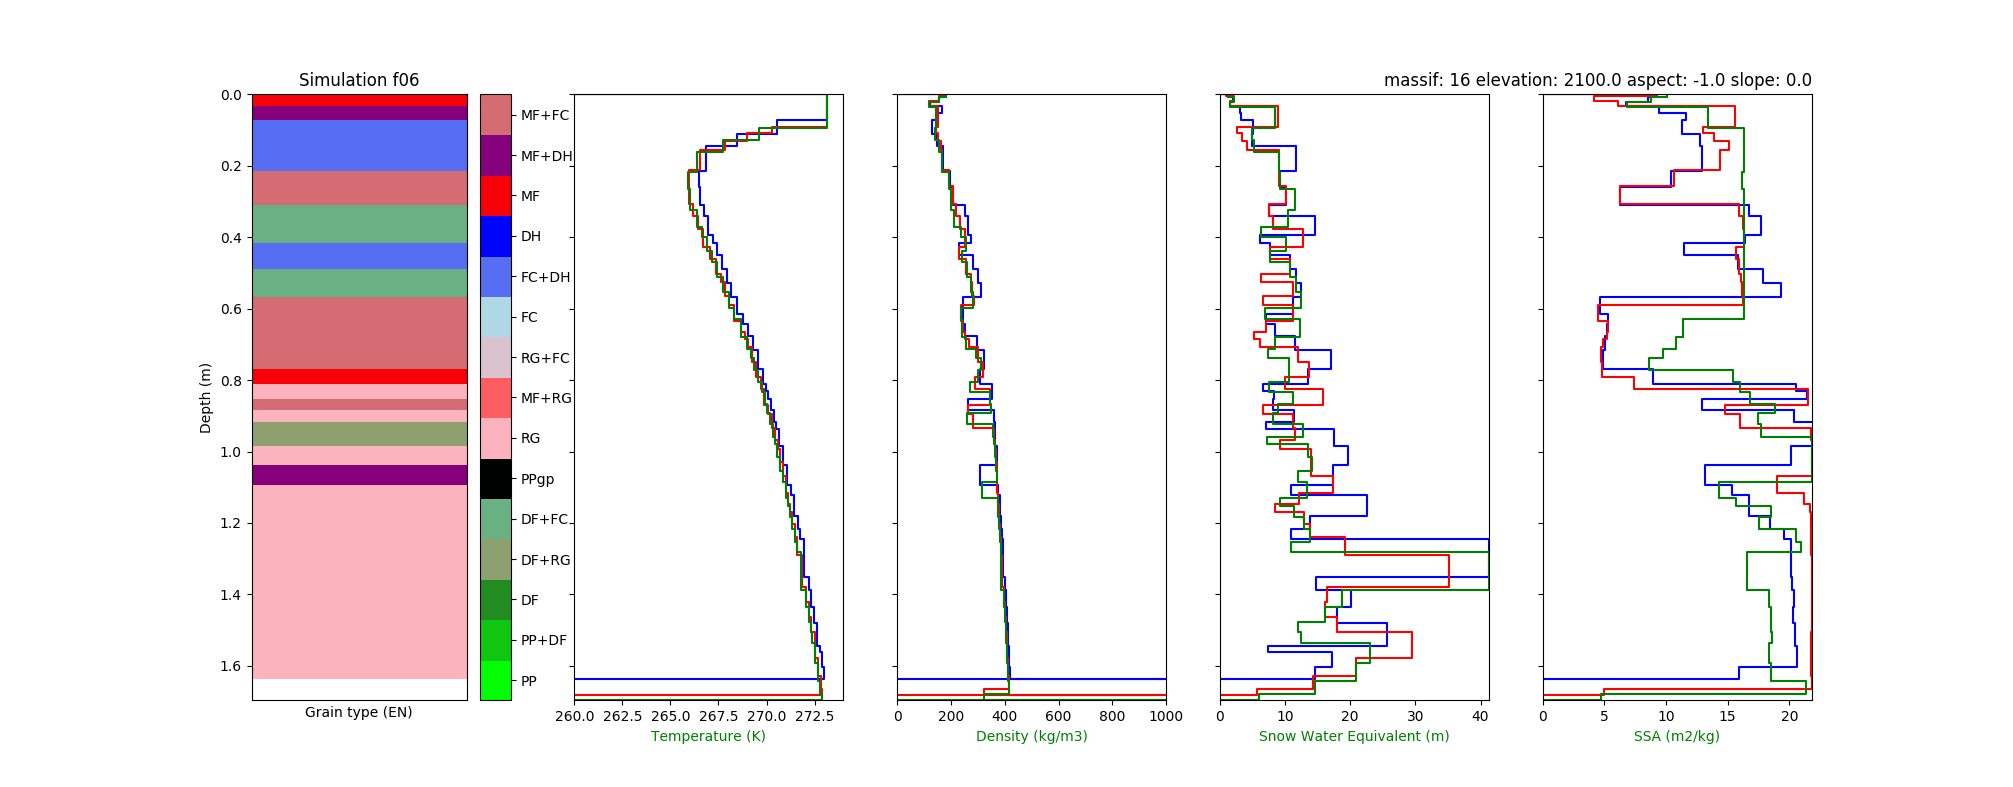 Simulation f06
massif: 16 elevation: 2100.0 aspect: -1.0 slope: 0.0
0.0
0.2
0.4
0.6
0.8
1.0
1.2
1.4
1.6
Depth (m)
Grain type (EN)
MF+FC
MF+DH
MF
DH
FC+DH
FC
RG+FC
MF+RG
RG
PPgp
DF+FC
DF+RG
DF
PP+DF
PP
260.0 262.5 265.0 267.5 270.0 272.5
Temperature (K)
0 200 400 600 800 1000
Density (kg/m3)
0 10 20 30 40
Snow Water Equivalent (m)
0 5 10 15 20
SSA (m2/kg)